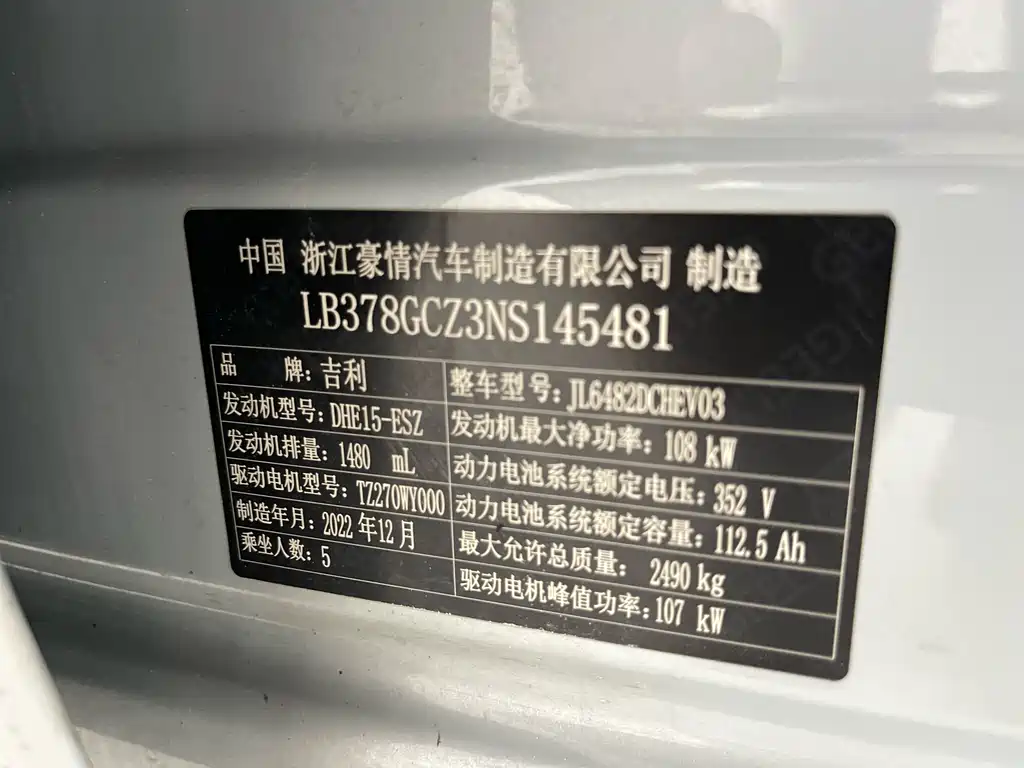 中国 浙江豪情汽车制造有限公司 制造
LB378GCZ3NS145481
品 牌: 吉利 整车型号: JL6482DCHEV03
发动机型号: DHE15-ESZ 发动机最大净功率: 108 kW
发动机排量: 1480 mL 动力电池系统额定电压: 352 V
驱动电机型号: TZ270WY000 动力电池系统额定容量: 112.5 Ah
制造年月: 2022 年12 月 最大允许总质量: 2490 kg
乘坐人数: 5 驱动电机峰值功率: 107 kW